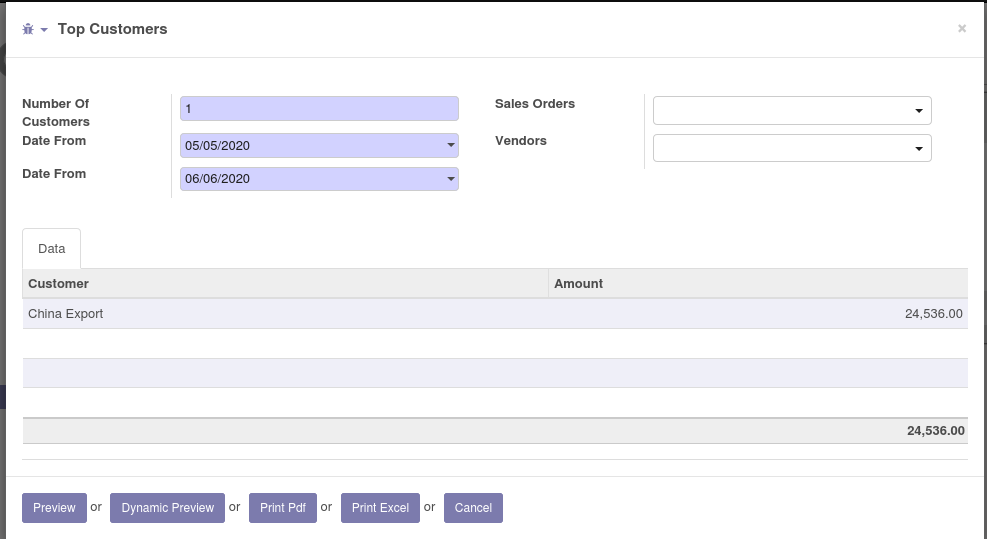 Top Customers
×
Number Of
Customers
1
Date From
05/05/2020
Date From
06/06/2020
Sales Orders
Vendors
Data
Customer Amount
China Export 24,536.00
24,536.00
Preview or Dynamic Preview or Print Pdf or Print Excel or Cancel